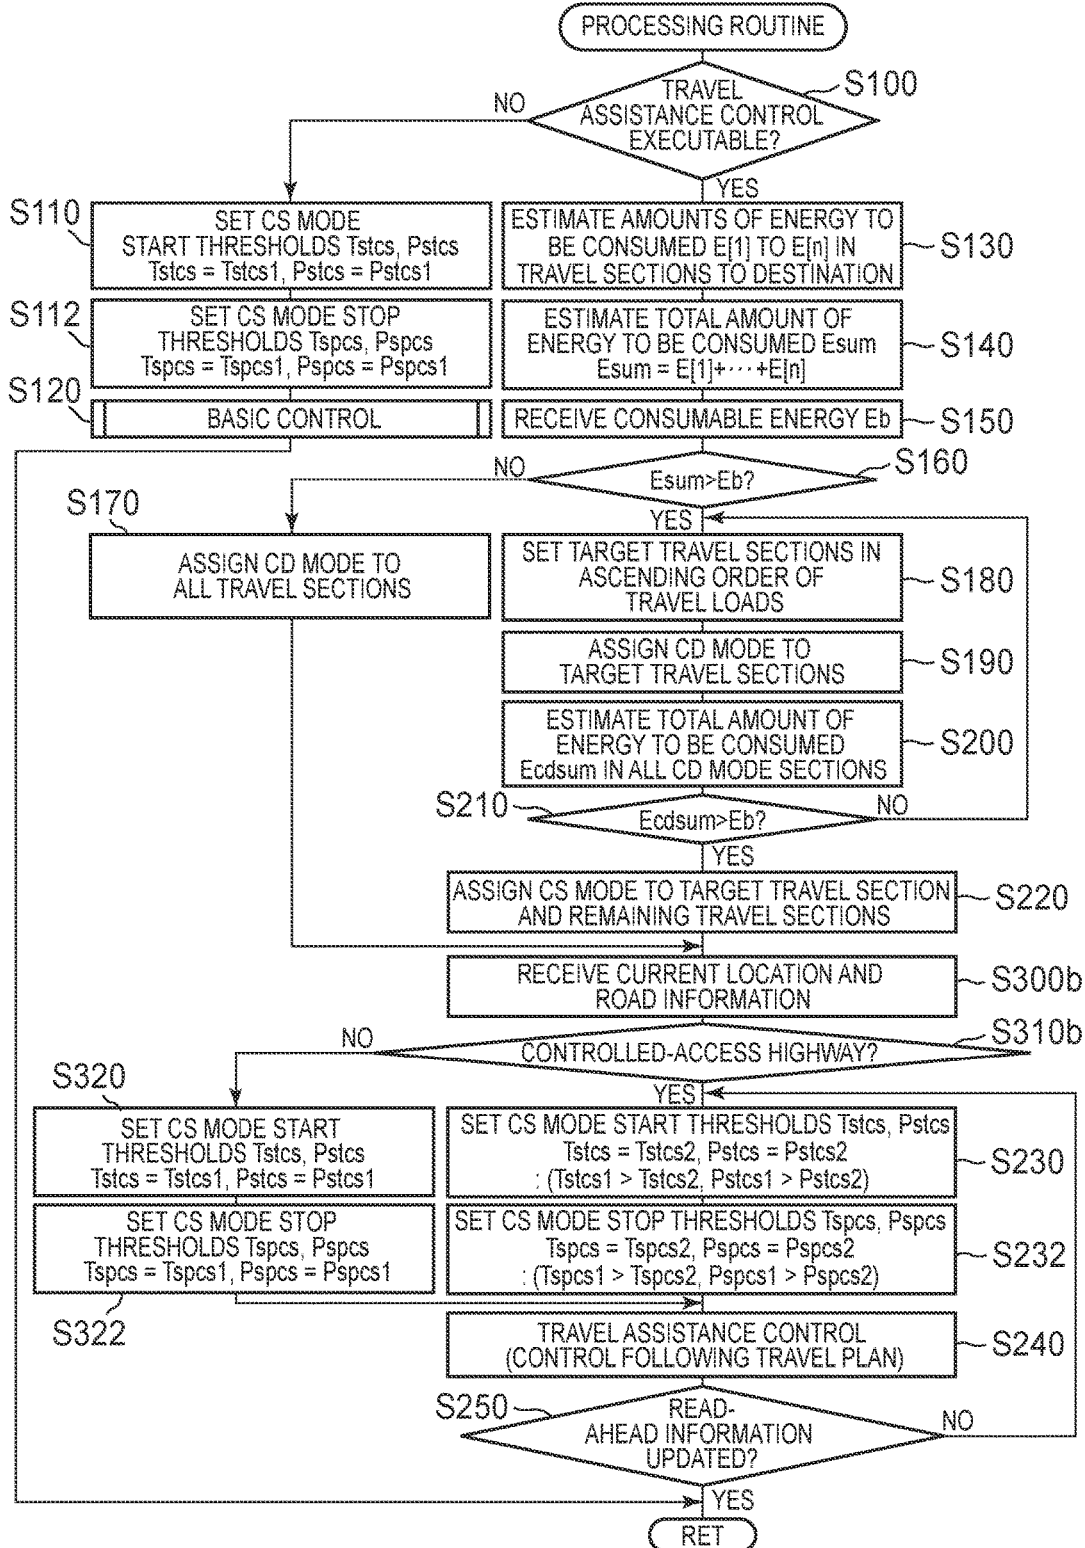 PROCESSING ROUTINE
TRAVEL
ASSISTANCE CONTROL
EXECUTABLE?
S100
NO
YES
S110
SET CS MODE
START THRESHOLDS Tstcs, Pstcs
Tstcs = Tstcs1, Pstcs = Pstcs1
ESTIMATE AMOUNTS OF ENERGY TO
BE CONSUMED E[1] TO E[n] IN
TRAVEL SECTIONS TO DESTINATION
S130
S112
SET CS MODE STOP
THRESHOLDS Tspcs, Pspcs
Tspcs = Tspcs1, Pspcs = Pspcs1
ESTIMATE TOTAL AMOUNT OF
ENERGY TO BE CONSUMED Esum
Esum = E[1]+···+E[n]
S140
S120
BASIC CONTROL
RECEIVE CONSUMABLE ENERGY Eb
S150
NO
Esum>Eb?
S160
YES
S170
ASSIGN CD MODE TO
ALL TRAVEL SECTIONS
SET TARGET TRAVEL SECTIONS IN
ASCENDING ORDER OF
TRAVEL LOADS
S180
ASSIGN CD MODE TO
TARGET TRAVEL SECTIONS
S190
ESTIMATE TOTAL AMOUNT OF
ENERGY TO BE CONSUMED
Ecdsum IN ALL CD MODE SECTIONS
S200
S210
Ecdsum>Eb?
NO
YES
ASSIGN CS MODE TO TARGET TRAVEL SECTION
AND REMAINING TRAVEL SECTIONS
S220
RECEIVE CURRENT LOCATION AND
ROAD INFORMATION
S300b
NO
CONTROLLED-ACCESS HIGHWAY?
S310b
YES
S320
SET CS MODE START
THRESHOLDS Tstcs, Pstcs
Tstcs = Tstcs1, Pstcs = Pstcs1
SET CS MODE START THRESHOLDS Tstcs, Pstcs
Tstcs = Tstcs2, Pstcs = Pstcs2
: (Tstcs1 > Tstcs2, Pstcs1 > Pstcs2)
S230
SET CS MODE STOP
THRESHOLDS Tspcs, Pspcs
Tspcs = Tspcs1, Pspcs = Pspcs1
S322
SET CS MODE STOP THRESHOLDS Tspcs, Pspcs
Tspcs = Tspcs2, Pspcs = Pspcs2
: (Tspcs1 > Tspcs2, Pspcs1 > Pspcs2)
S232
TRAVEL ASSISTANCE CONTROL
(CONTROL FOLLOWING TRAVEL PLAN)
S240
S250
READ-
AHEAD INFORMATION
UPDATED?
NO
YES
RET